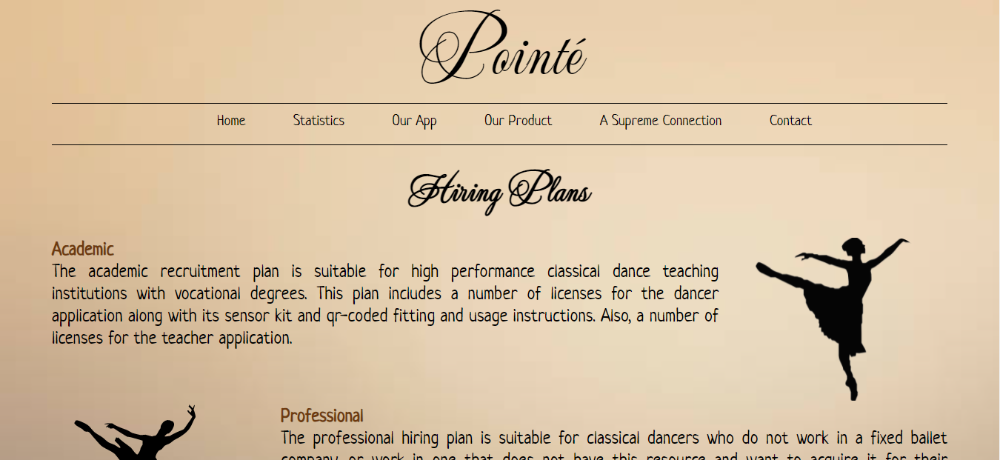 Pointé
Home Statistics Our App Our Product A Supreme Connection Contact
Hiring Plans
Academic
The academic recruitment plan is suitable for high performance classical dance teaching
institutions with vocational degrees. This plan includes a number of licenses for the dancer
application along with its sensor kit and qr-coded fitting and usage instructions. Also, a number of
licenses for the teacher application.
Professional
The professional hiring plan is suitable for classical dancers who do not work in a fixed ballet
company, or work in one that does not have this resource and want to acquire it for their